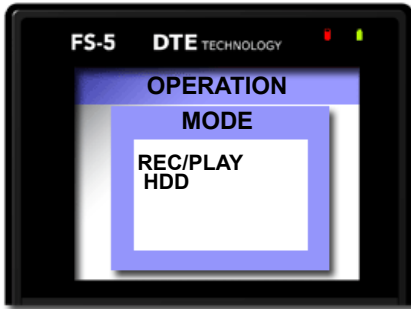 FS-5 DTE TECHNOLOGY
OPERATION
MODE
REC/PLAY
HDD